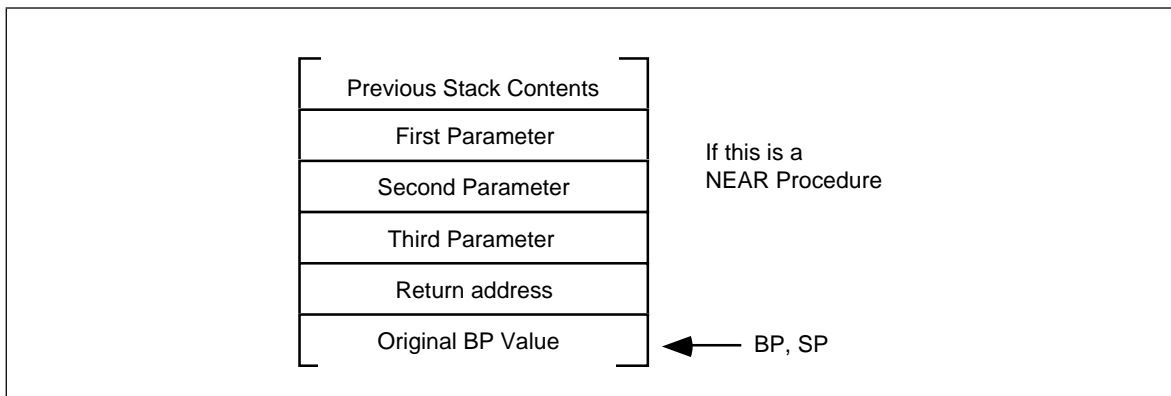 Previous Stack Contents
First Parameter
If this is a
NEAR Procedure
Second Parameter
Third Parameter
Return address
Original BP Value
BP, SP